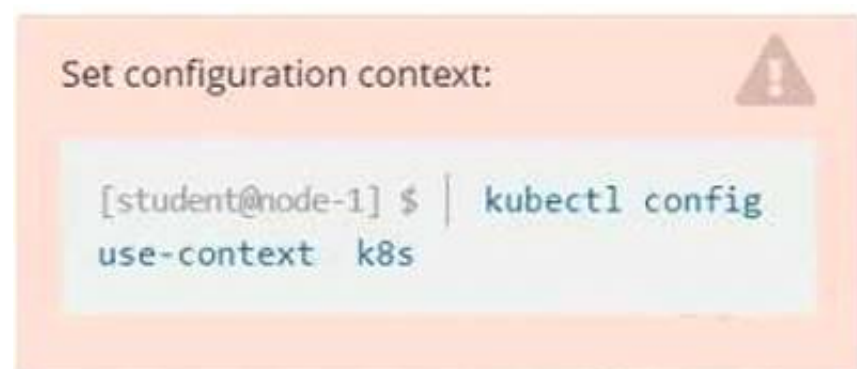 Set configuration context:
[student@node-1] $ | kubectl config
use-context k8s